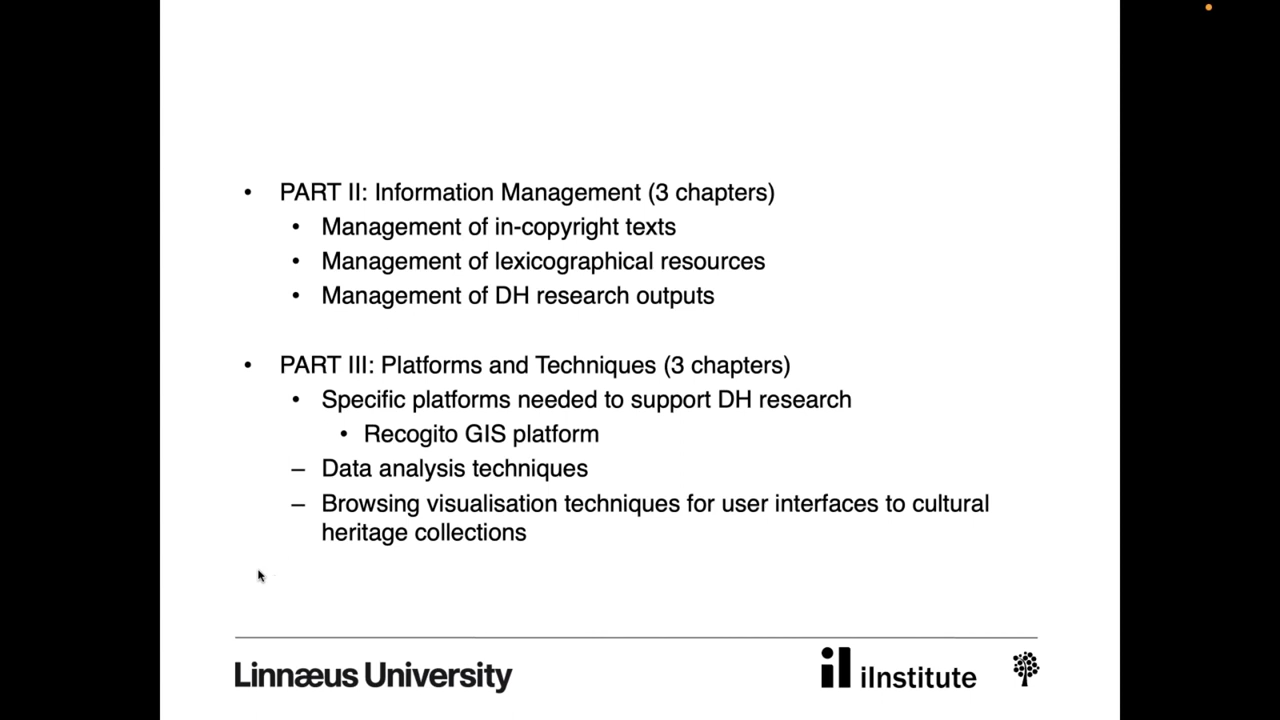 • PART II: Information Management (3 chapters)
• Management of in-copyright texts
• Management of lexicographical resources
• Management of DH research outputs
• PART III: Platforms and Techniques (3 chapters)
• Specific platforms needed to support DH research
• Recogito GIS platform
– Data analysis techniques
– Browsing visualisation techniques for user interfaces to cultural
heritage collections
Linnæus University
iI iInstitute